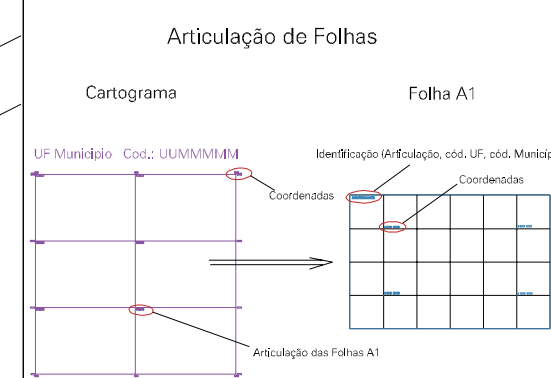 Articulação de Folhas
Cartograma
Folha A1
UF Municipio Cod.: UUMMMMM
Identificação (Articulação, cód. UF, cód. Municíp
Coordenadas
Coordenadas
Articulação das Folhas A1